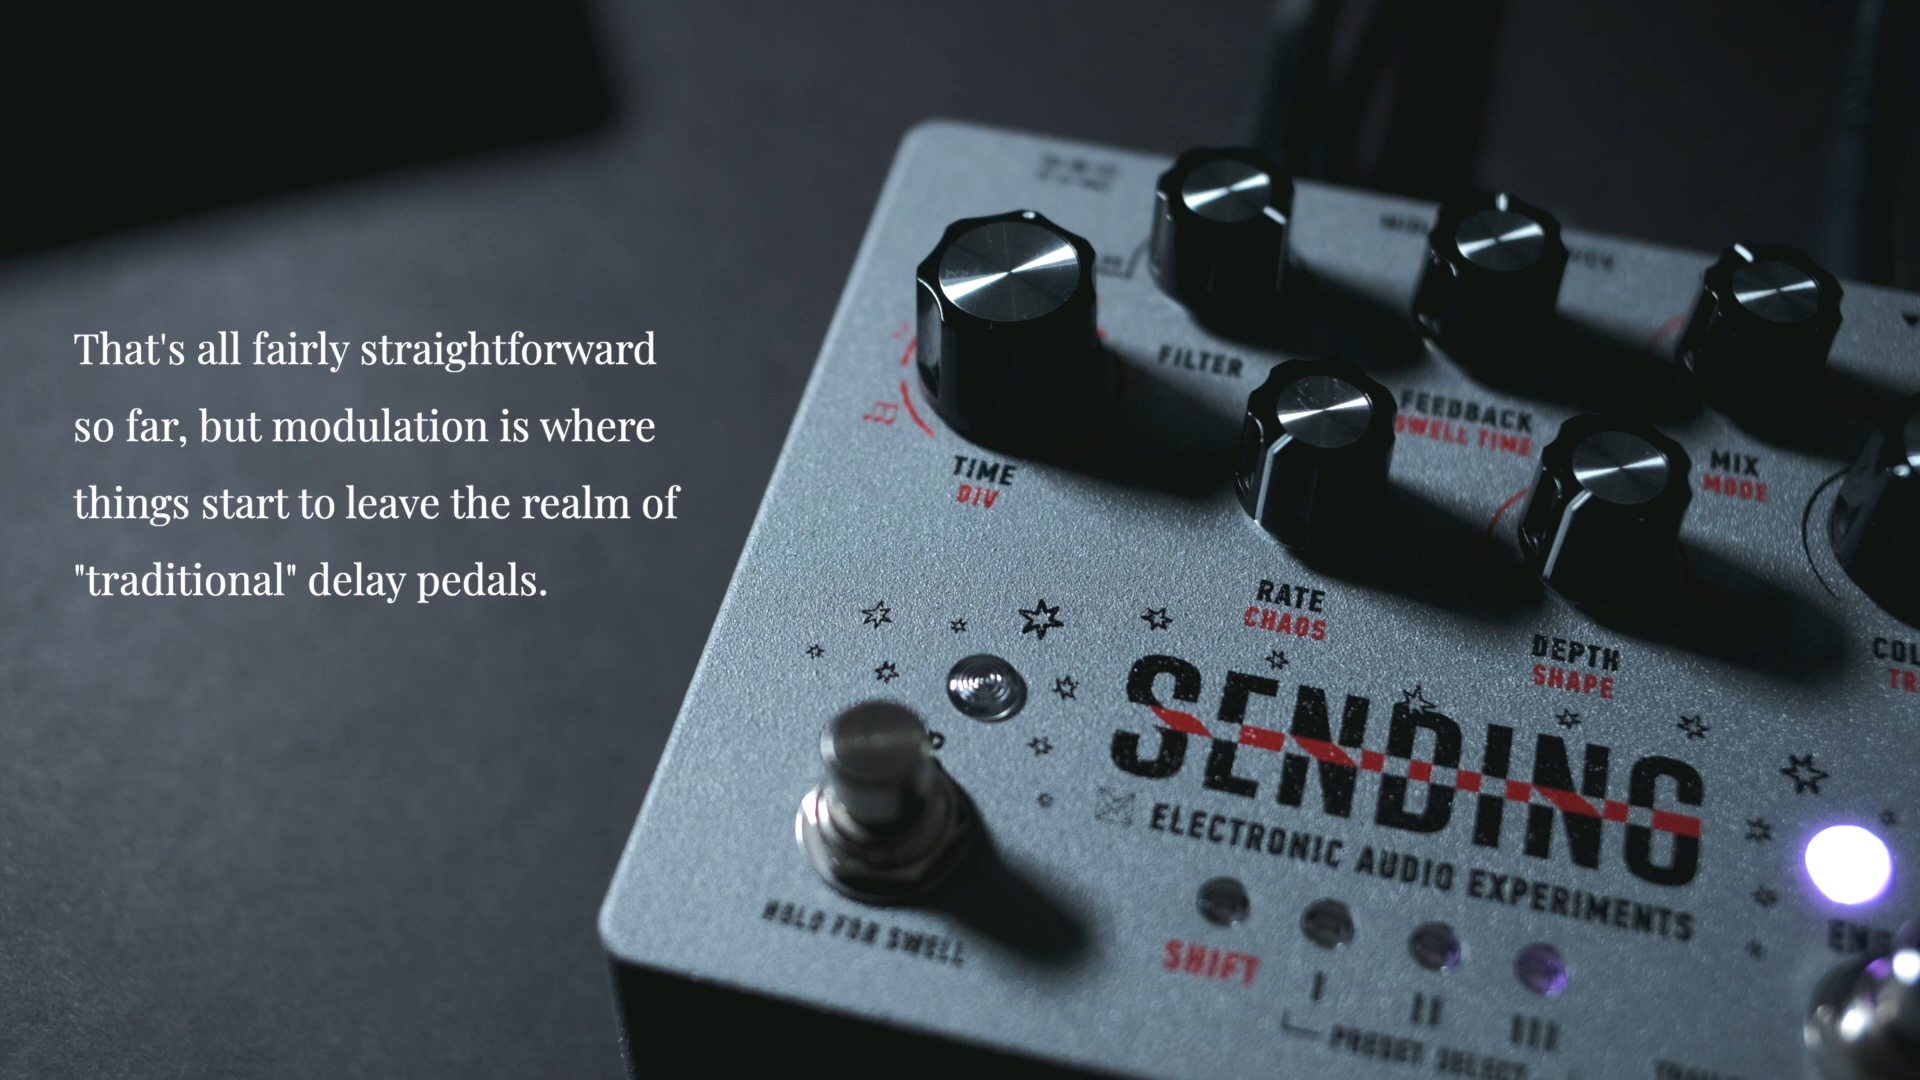 That's all fairly straightforward
so far, but modulation is where
things start to leave the realm of
"traditional" delay pedals.
FILTER
FEEDBACK
SWELL TIME
MIX
MODE
TIME
DIV
RATE
CHAOS
DEPTH
SHAPE
SENDING
ELECTRONIC AUDIO EXPERIMENTS
HOLD FOR SWELL
SHIFT
I II III
PRESET SELECT